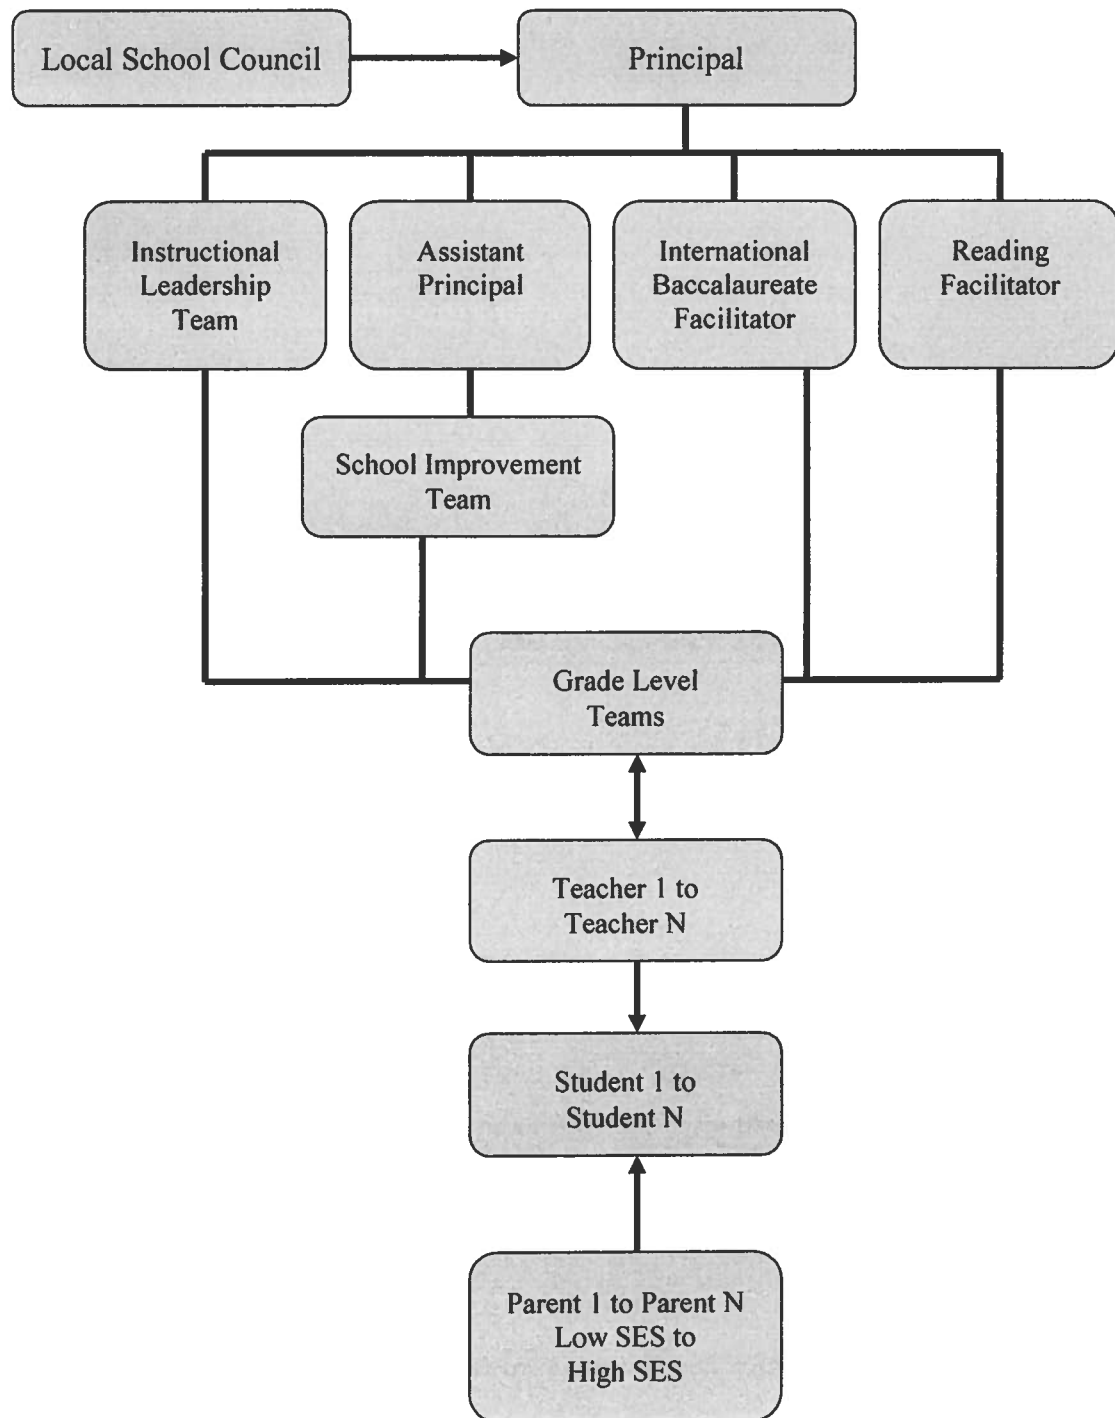 Local School Council
Principal
Instructional
Leadership
Team
Assistant
Principal
International
Baccalaureate
Facilitator
Reading
Facilitator
School Improvement
Team
Grade Level
Teams
Teacher 1 to
Teacher N
Student 1 to
Student N
Parent 1 to Parent N
Low SES to
High SES